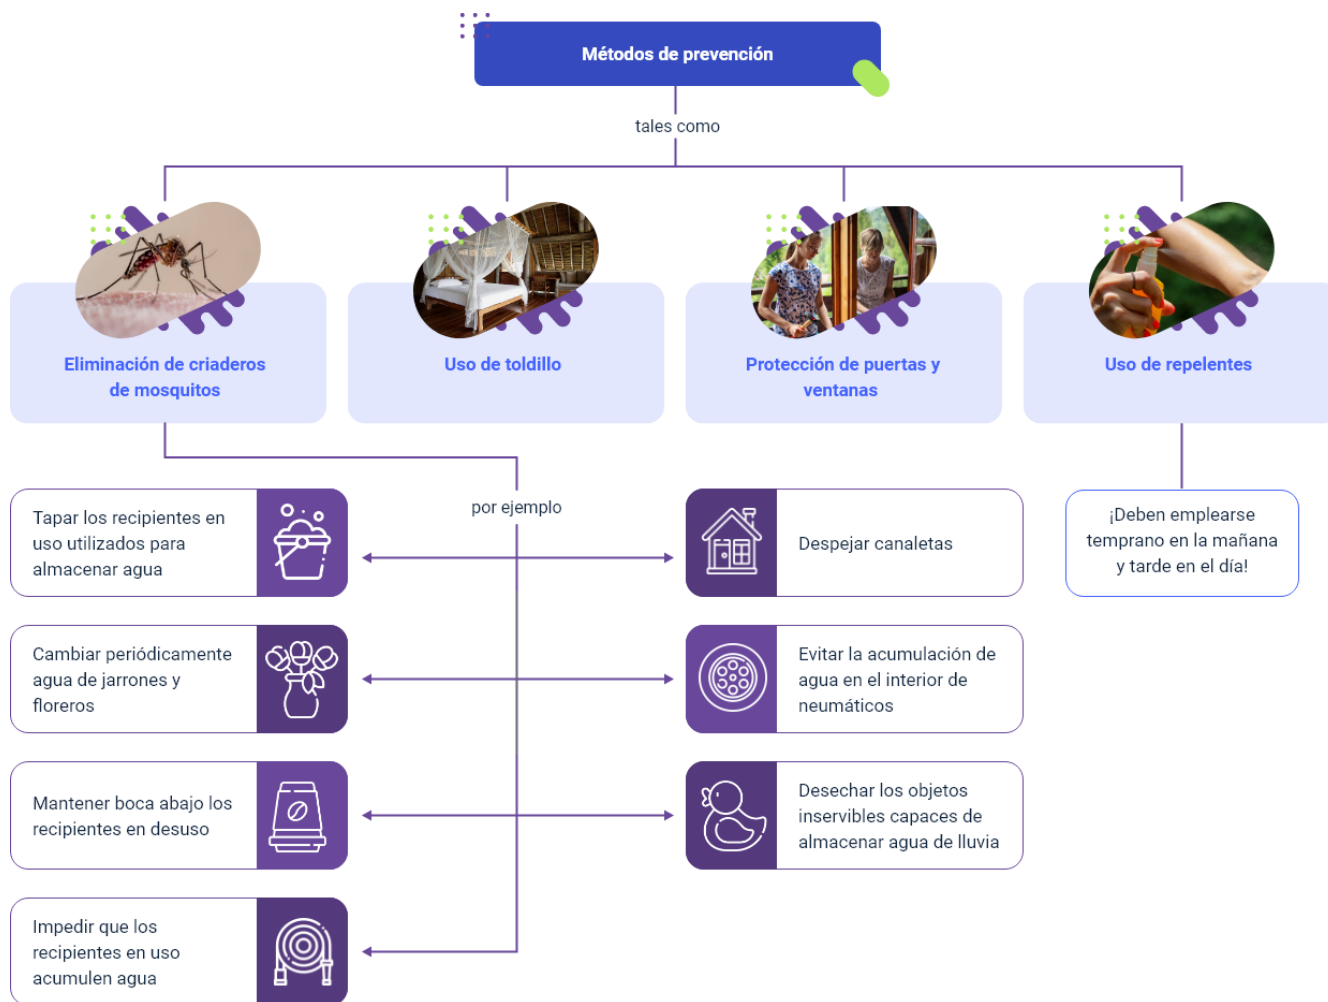 Métodos de prevención
tales como
Eliminación de criaderos
de mosquitos
Uso de toldillo
Protección de puertas y
ventanas
Uso de repelentes
por ejemplo
Tapar los recipientes en
uso utilizados para
almacenar agua
Despejar canaletas
¡Deben emplearse
temprano en la mañana
y tarde en el día!
Cambiar periódicamente
agua de jarrones y
floreros
Evitar la acumulación de
agua en el interior de
neumáticos
Mantener boca abajo los
recipientes en desuso
Desechar los objetos
inservibles capaces de
almacenar agua de lluvia
Impedir que los
recipientes en uso
acumulen agua